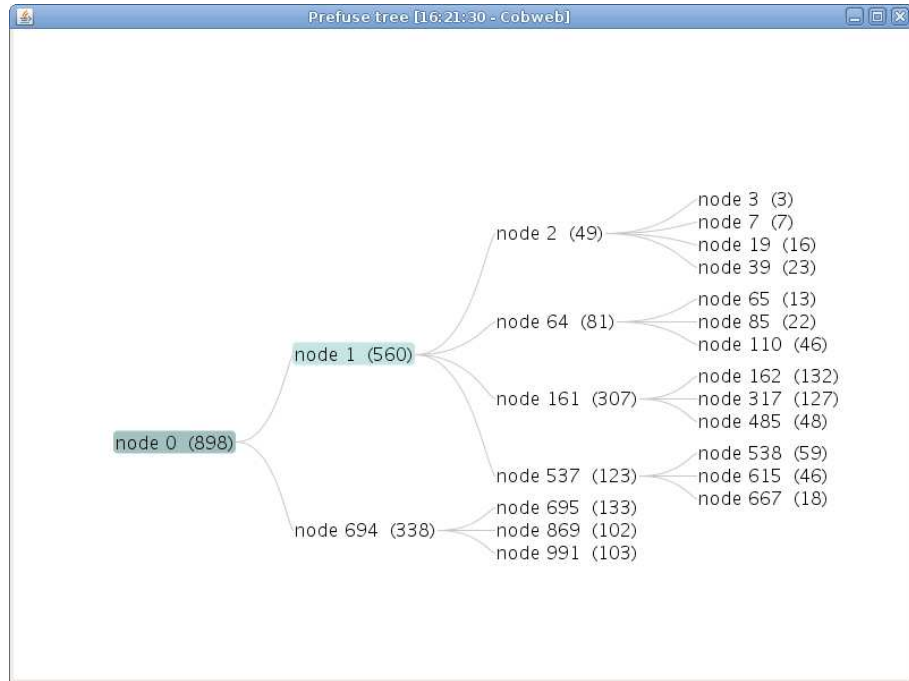 Prefuse tree [16:21:30 - Cobweb]
node 3 (3)
node 7 (7)
node 2 (49)
node 19 (16)
node 39 (23)
node 65 (13)
node 64 (81)
node 85 (22)
node 110 (46)
node 1 (560)
node 162 (132)
node 161 (307)
node 317 (127)
node 485 (48)
node 0 (898)
node 538 (59)
node 537 (123)
node 615 (46)
node 667 (18)
node 695 (133)
node 694 (338)
node 869 (102)
node 991 (103)